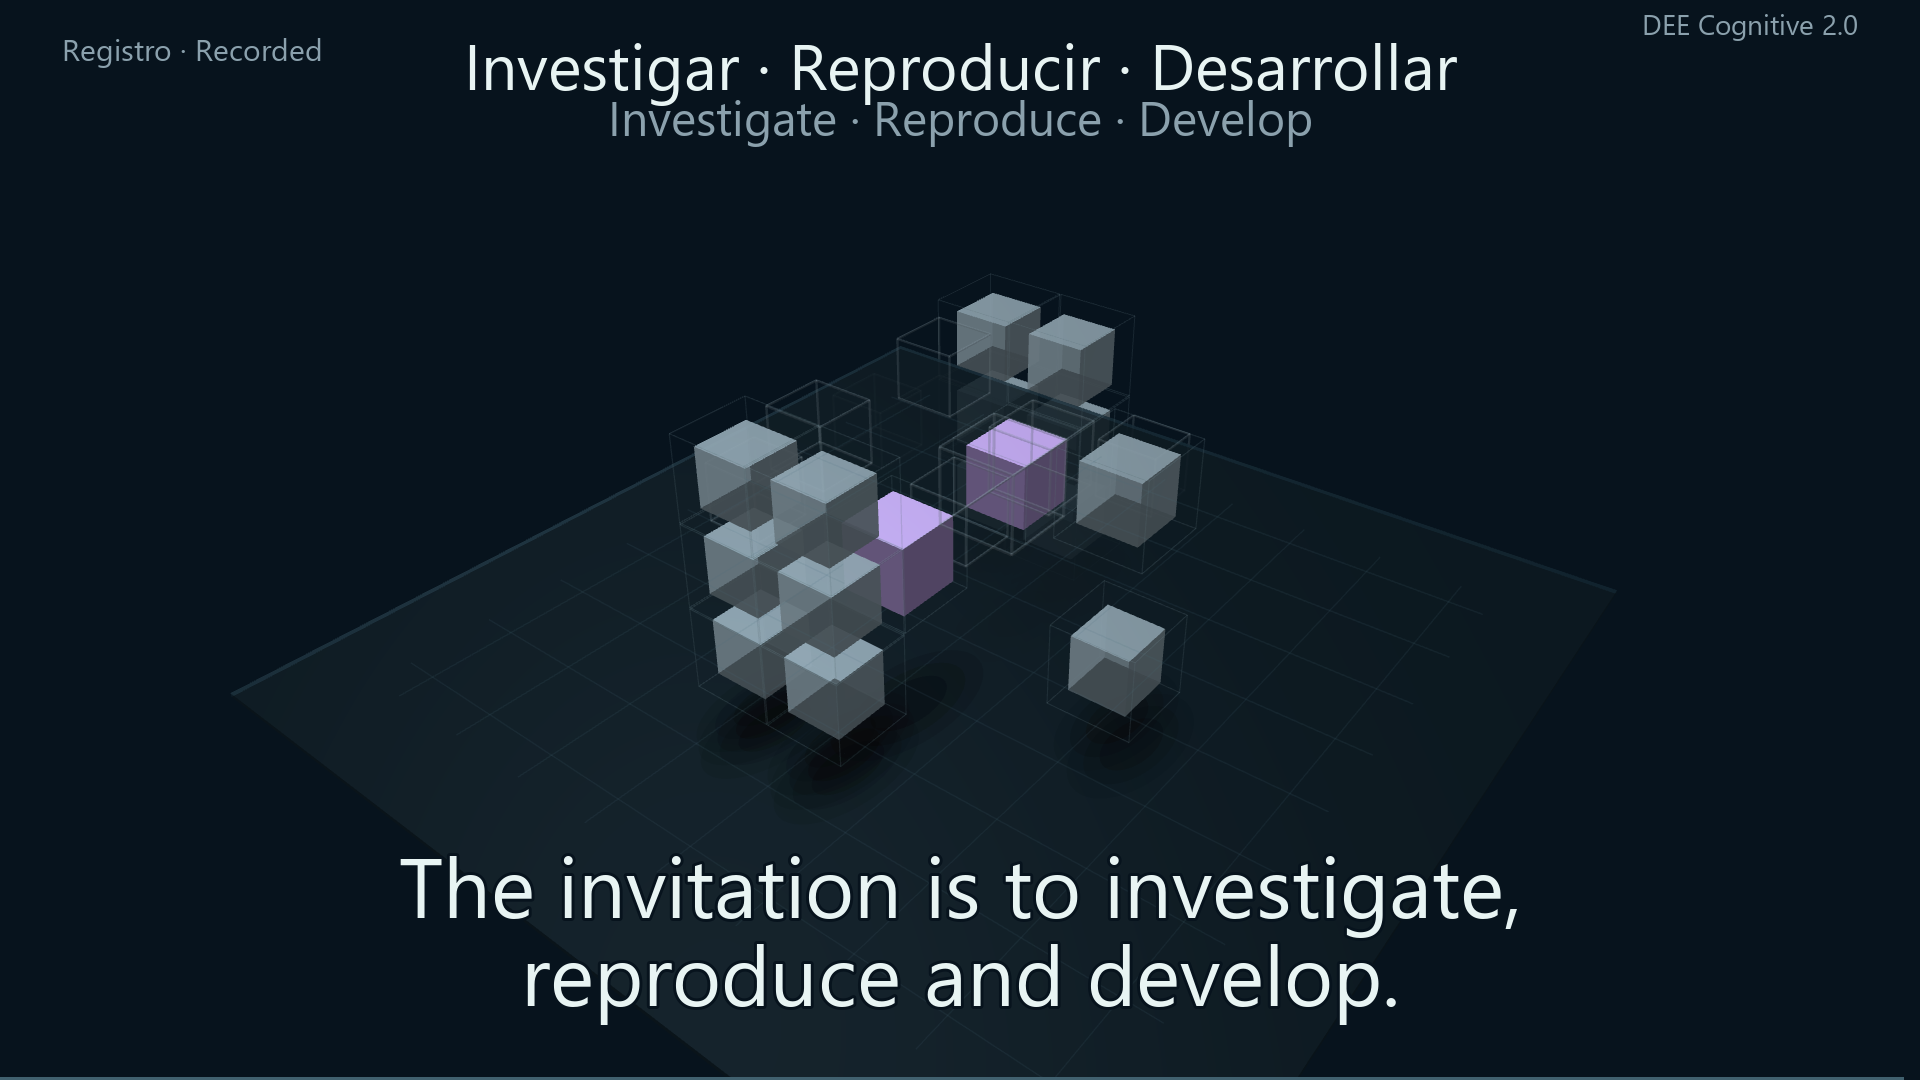 Registro · Recorded
Investigar · Reproducir · Desarrollar
Investigate · Reproduce · Develop
DEE Cognitive 2.0
The invitation is to investigate,
reproduce and develop.